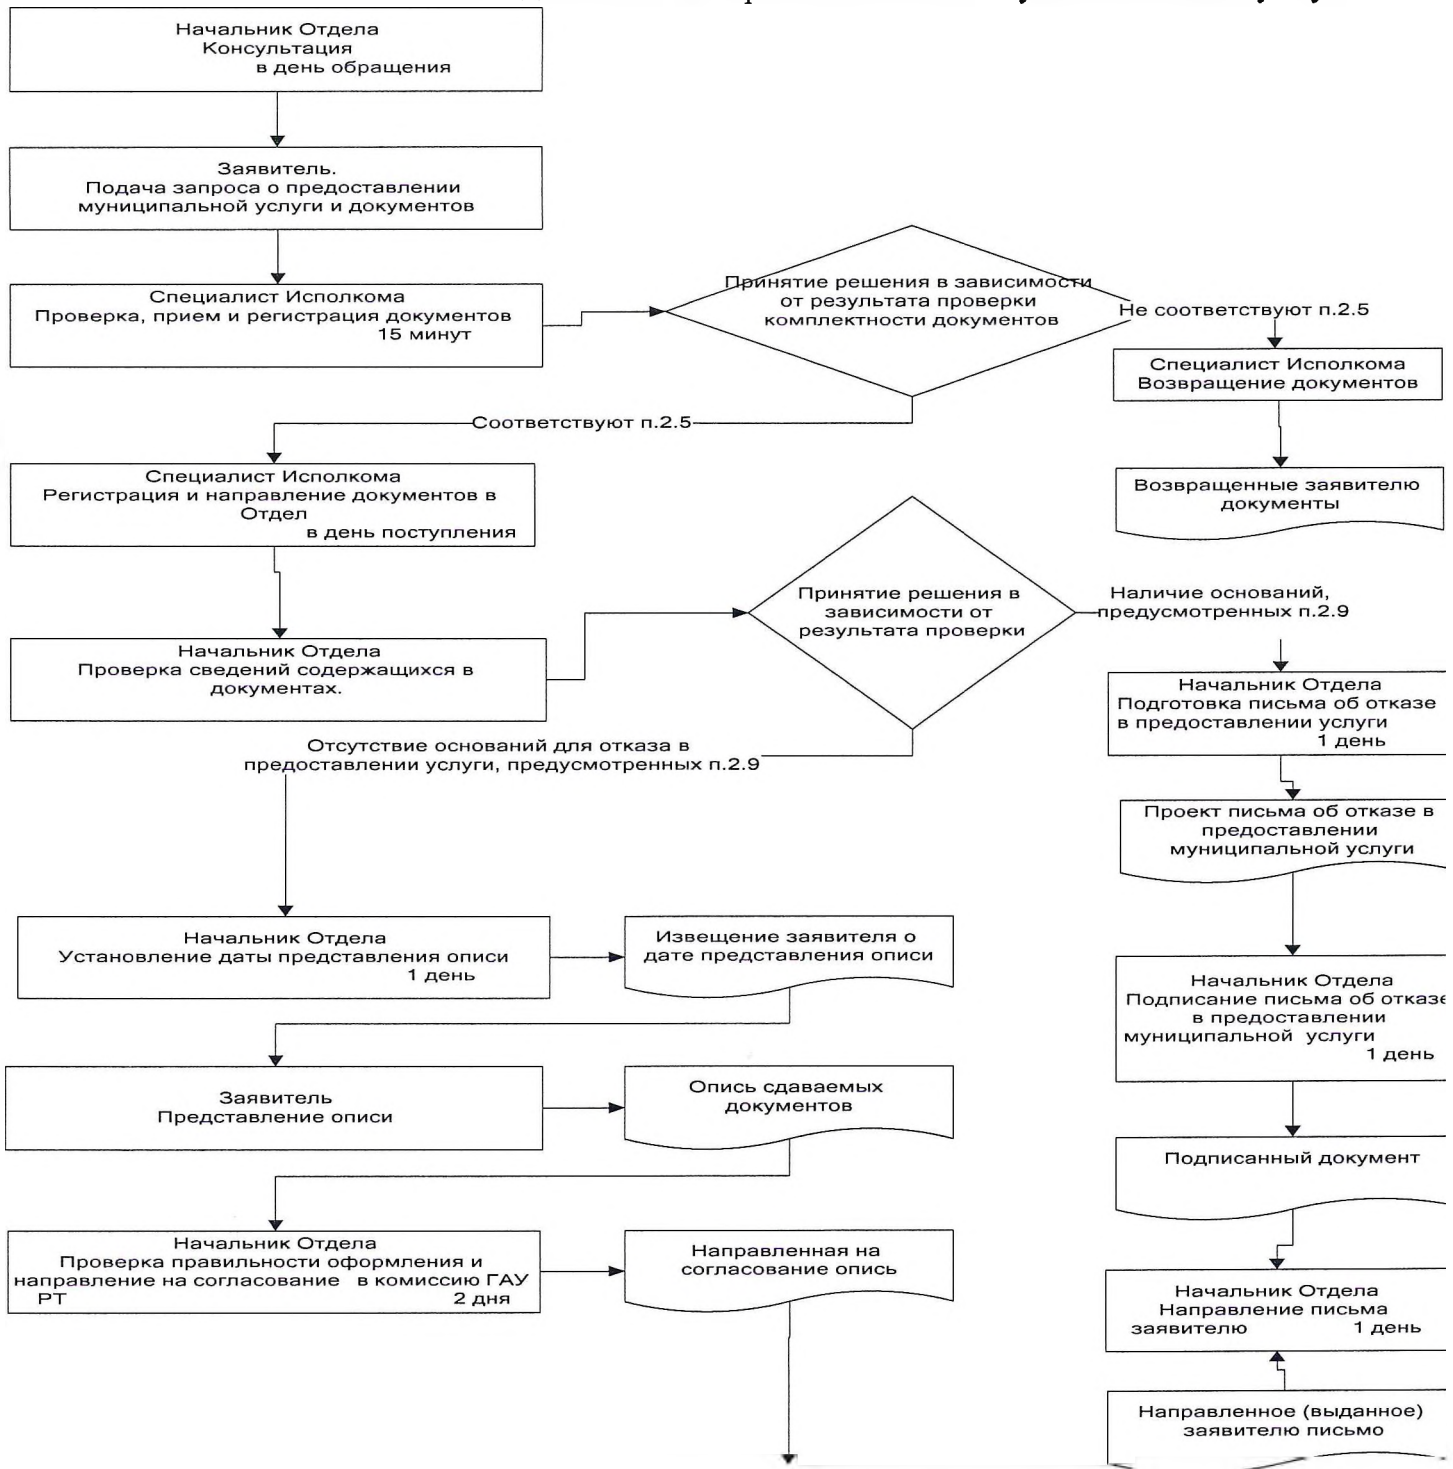 Начальник Отдела
Консультация
в день обращения
Заявитель.
Подача запроса о предоставлении
муниципальной услуги и документов
Специалист Исполкома
Проверка, прием и регистрация документов
15 минут
Принятие решения в зависимости
от результата проверки
комплектности документов
Не соответствуют п.2.5
Специалист Исполкома
Возвращение документов
Соответствуют п.2.5
Специалист Исполкома
Регистрация и направление документов в
Отдел
в день поступления
Возвращенные заявителю
документы
Принятие решения в
зависимости от
результата проверки
Наличие оснований,
предусмотренных п.2.9
Начальник Отдела
Проверка сведений содержащихся в
документах.
Начальник Отдела
Подготовка письма об отказе
в предоставлении услуги
1 день
Отсутствие оснований для отказа в
предоставлении услуги, предусмотренных п.2.9
Проект письма об отказе в
предоставлении
муниципальной услуги
Начальник Отдела
Установление даты представления описи
1 день
Извещение заявителя о
дате представления описи
Начальник Отдела
Подписание письма об отказе
в предоставлении
муниципальной услуги
1 день
Заявитель
Представление описи
Опись сдаваемых
документов
Подписанный документ
Начальник Отдела
Проверка правильности оформления и
направление на согласование в комиссию ГАУ
РТ 2 дня
Направленная на
согласование опись
Начальник Отдела
Направление письма
заявителю 1 день
Направленное (выданное)
заявителю письмо